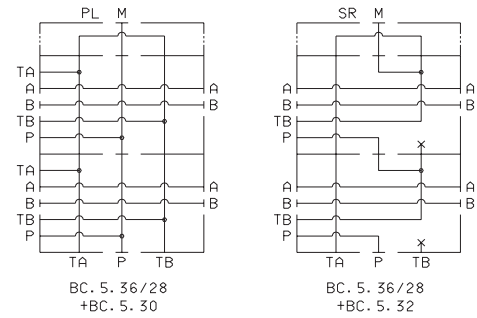 PL M
TA
A A
B B
TB
P
TA
A A
B B
TB
P
TA P TB
BC.5.36/28
+BC.5.30
SR M
A A
B B
TB
P
A A
B B
TB
P
TA P TB
BC.5.36/28
+BC.5.32